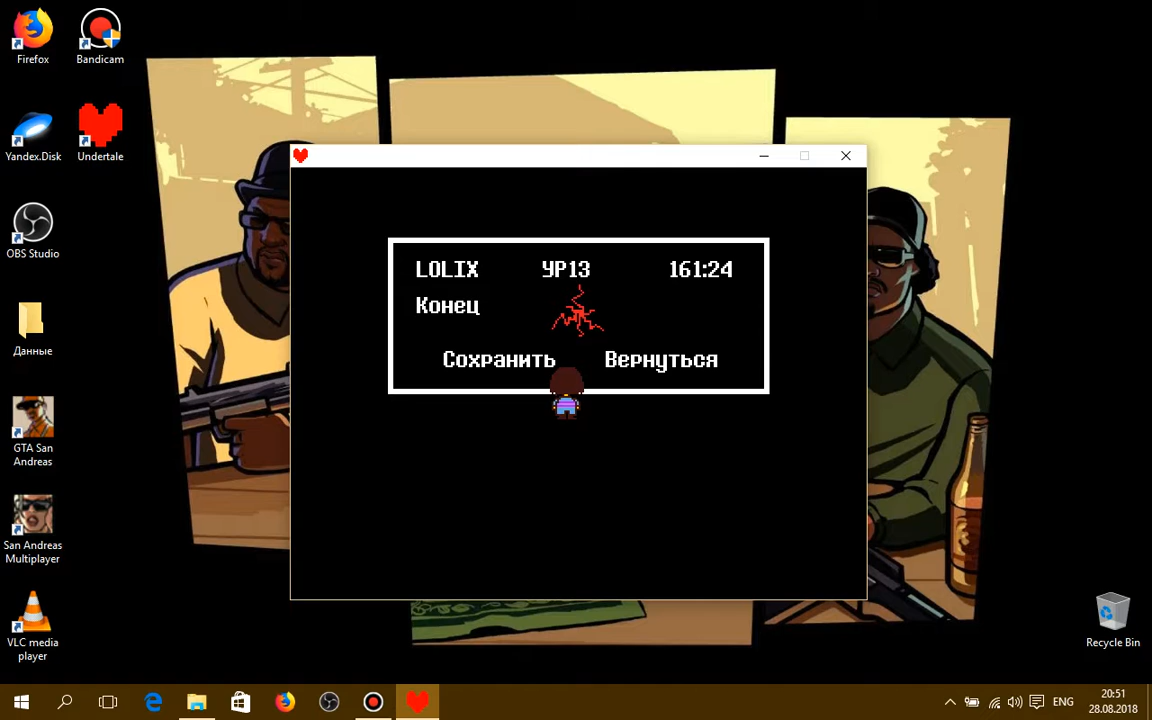 Firefox
Bandicam
Yandex.Disk
Undertale
OBS Studio
Данные
GTA San
Andreas
San Andreas
Multiplayer
VLC media
player
LOLIX УР13 161:24
Конец
Сохранить Вернуться
Recycle Bin
ENG
20:51
28.08.2018